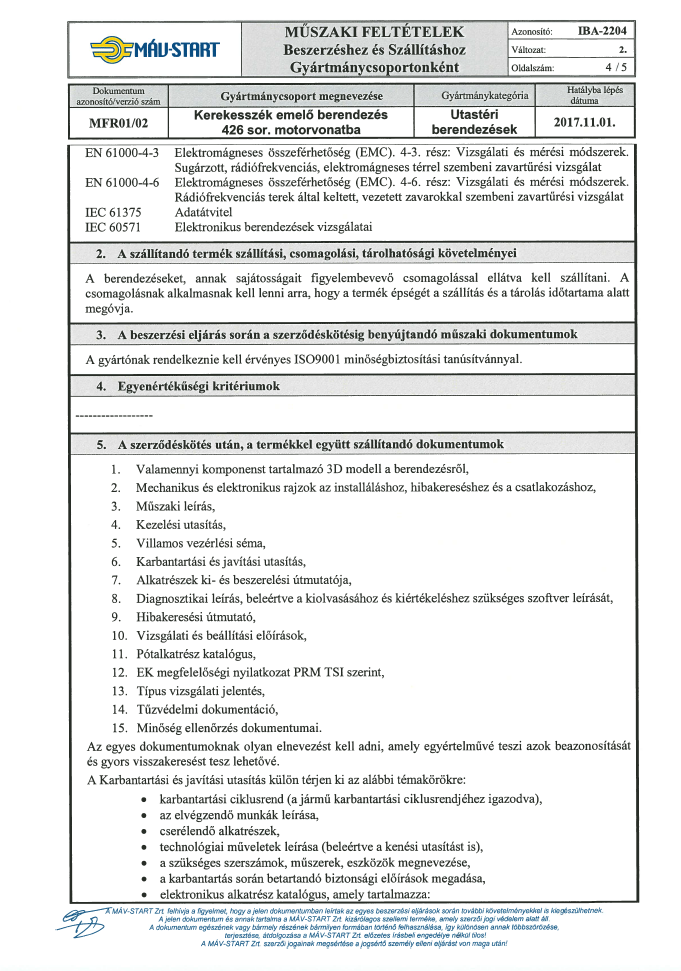 MÁV-START
MŰSZAKI FELTÉTELEK
Beszerzéshez és Szállításhoz
Gyártmánycsoportonként
Azonosító: IBA-2204
Változat: 2.
Oldalszám: 4 / 5
Dokumentum
azonosító/verzió szám
Gyártmánycsoport megnevezése
Gyártmánykategória
Hatályba lépés
dátuma
MFR01/02
Kerekesszék emelő berendezés
426 sor. motorvonatba
Utastéri
berendezések
2017.11.01.
EN 61000-4-3 Elektromágneses összeférhetőség (EMC). 4-3. rész: Vizsgálati és mérési módszerek.
Sugárzott, rádiófrekvenciás, elektromágneses térrel szembeni zavartűrési vizsgálat
EN 61000-4-6 Elektromágneses összeférhetőség (EMC). 4-6. rész: Vizsgálati és mérési módszerek.
Rádiófrekvenciás terek által keltett, vezetett zavarokkal szembeni zavartűrési vizsgálat
IEC 61375 Adatátvitel
IEC 60571 Elektronikus berendezések vizsgálatai
2. A szállítandó termék szállítási, csomagolási, tárolhatósági követelményei
A berendezéseket, annak sajátosságait figyelembevevő csomagolással ellátva kell szállítani. A
csomagolásnak alkalmasnak kell lenni arra, hogy a termék épségét a szállítás és a tárolás időtartama alatt
megóvja.
3. A beszerzési eljárás során a szerződéskötésig benyújtandó műszaki dokumentumok
A gyártónak rendelkeznie kell érvényes ISO9001 minőségbiztosítási tanúsítvánnyal.
4. Egyenértékűségi kritériumok
------------------
5. A szerződéskötés után, a termékkel együtt szállítandó dokumentumok
1. Valamennyi komponenst tartalmazó 3D modell a berendezésről,
2. Mechanikus és elektronikus rajzok az installáláshoz, hibakereséshez és a csatlakozáshoz,
3. Műszaki leírás,
4. Kezelési utasítás,
5. Villamos vezérlési séma,
6. Karbantartási és javítási utasítás,
7. Alkatrészek ki- és beszerelési útmutatója,
8. Diagnosztikai leírás, beleértve a kiolvasásához és kiértékeléshez szükséges szoftver leírását,
9. Hibakeresési útmutató,
10. Vizsgálati és beállítási előírások,
11. Pótalkatrész katalógus,
12. EK megfelelőségi nyilatkozat PRM TSI szerint,
13. Típus vizsgálati jelentés,
14. Tűzvédelmi dokumentáció,
15. Minőség ellenőrzés dokumentumai.
Az egyes dokumentumoknak olyan elnevezést kell adni, amely egyértelművé teszi azok beazonosítását
és gyors visszakeresést tesz lehetővé.
A Karbantartási és javítási utasítás külön térjen ki az alábbi témakörökre:
• karbantartási ciklusrend (a jármű karbantartási ciklusrendjéhez igazodva),
• az elvégzendő munkák leírása,
• cserélendő alkatrészek,
• technológiai műveletek leírása (beleértve a kenési utasítást is),
• a szükséges szerszámok, műszerek, eszközök megnevezése,
• a karbantartás során betartandó biztonsági előírások megadása,
• elektronikus alkatrész katalógus, amely tartalmazza:
A MÁV-START Zrt. felhívja a figyelmet, hogy a jelen dokumentumban leírtak az egyes beszerzési eljárások során további követelményekkel is kiegészülhetnek.
A jelen dokumentum és annak tartalma a MÁV-START Zrt. kizárólagos szellemi terméke, amely szerzői jogi védelem alatt áll.
A dokumentum egészének vagy bármely részének bármilyen formában történő felhasználása, így különösen annak többszörözése,
terjesztése, átdolgozása a MÁV-START Zrt. előzetes írásbeli engedélye nélkül tilos!
A MÁV-START Zrt. szerzői jogainak megsértése a jogsértő személy elleni eljárást von maga után!